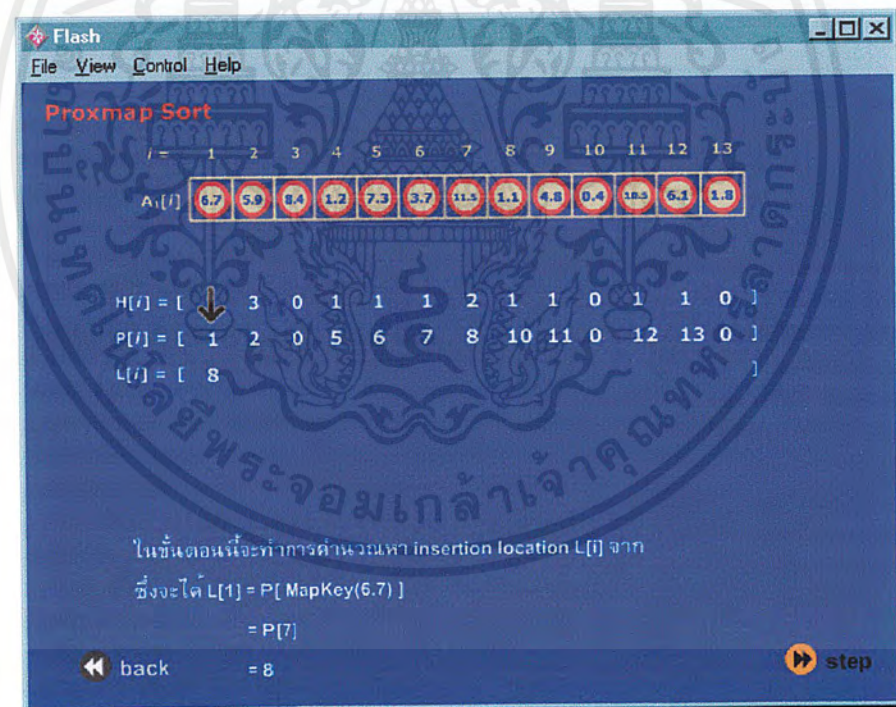 Flash
File View Control Help
Proxmap Sort
i = 1 2 3 4 5 6 7 8 9 10 11 12 13
A₁[i] 6.7 5.9 8.4 1.2 7.3 3.7 11.5 1.1 4.8 0.4 10.5 6.1 1.8
H[i] = [ 3 0 1 1 1 2 1 1 0 1 1 0 ]
P[i] = [ 1 2 0 5 6 7 8 10 11 0 12 13 0 ]
L[i] = [ 8 ]
ในขั้นตอนนี้จะทำการคำนวณหา insertion location L[i] จาก
ซึ่งจะได้ L[1] = P[ MapKey(6.7) ]
= P[7]
back = 8 step